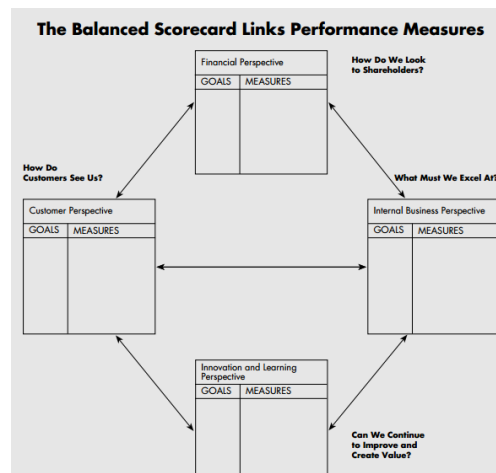 The Balanced Scorecard Links Performance Measures
Financial Perspective
GOALS MEASURES
How Do We Look
to Shareholders?
How Do
Customers See Us?
What Must We Excel At?
Customer Perspective
GOALS MEASURES
Internal Business Perspective
GOALS MEASURES
Innovation and Learning
Perspective
GOALS MEASURES
Can We Continue
to Improve and
Create Value?